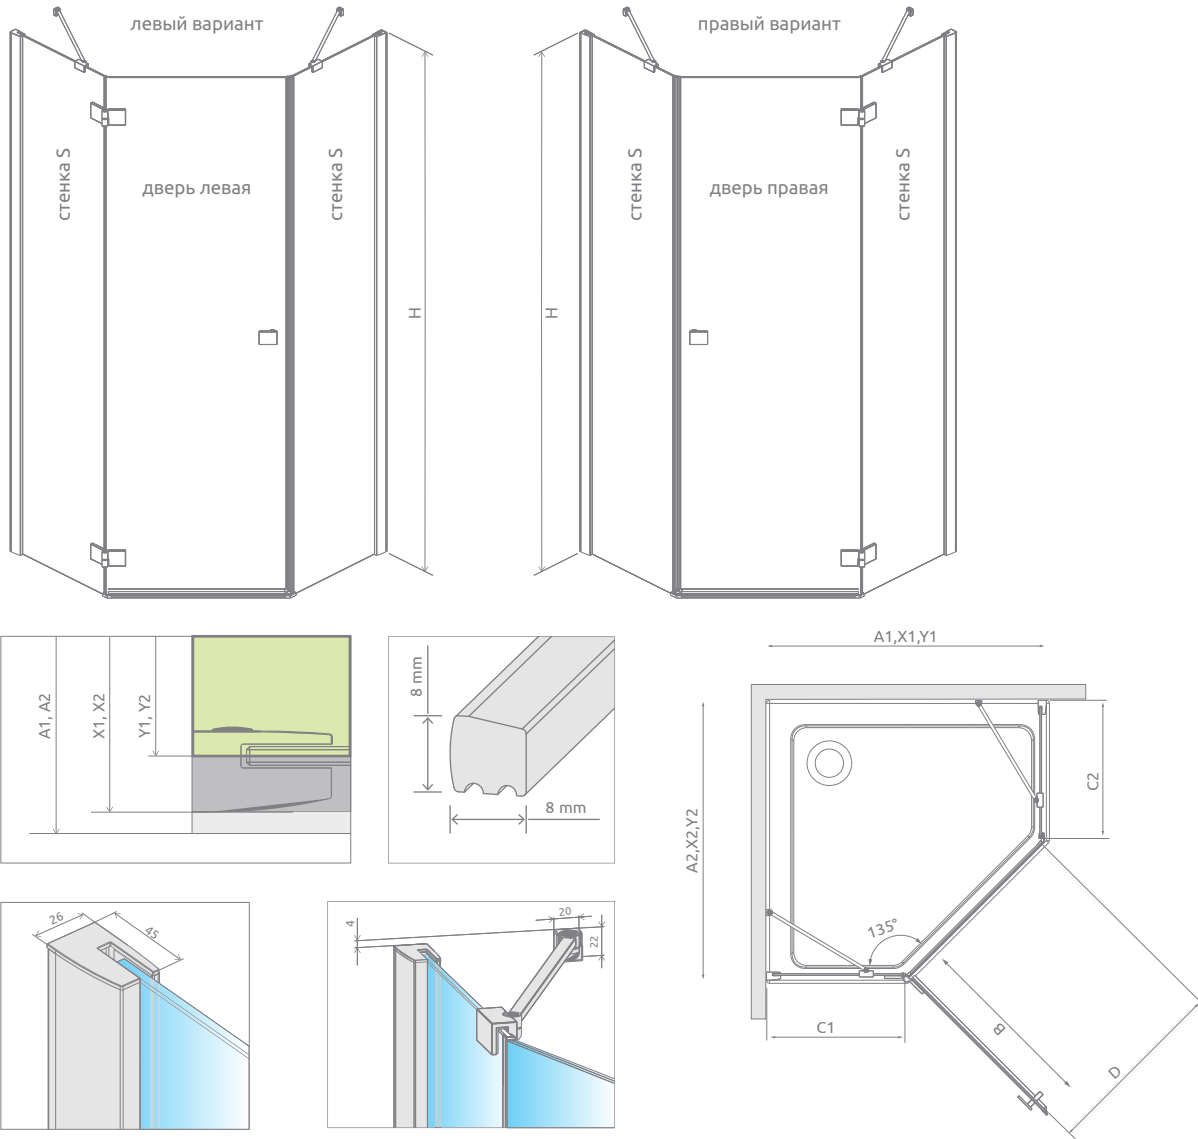 левый вариант
правый вариант
стенка S
дверь левая
стенка S
H
H
стенка S
дверь правая
стенка S
A1, A2
X1, X2
Y1, Y2
8 mm
8 mm
A1,X1,Y1
A2,X2,Y2
C2
135°
C1
B
D
26
45
4
20
22